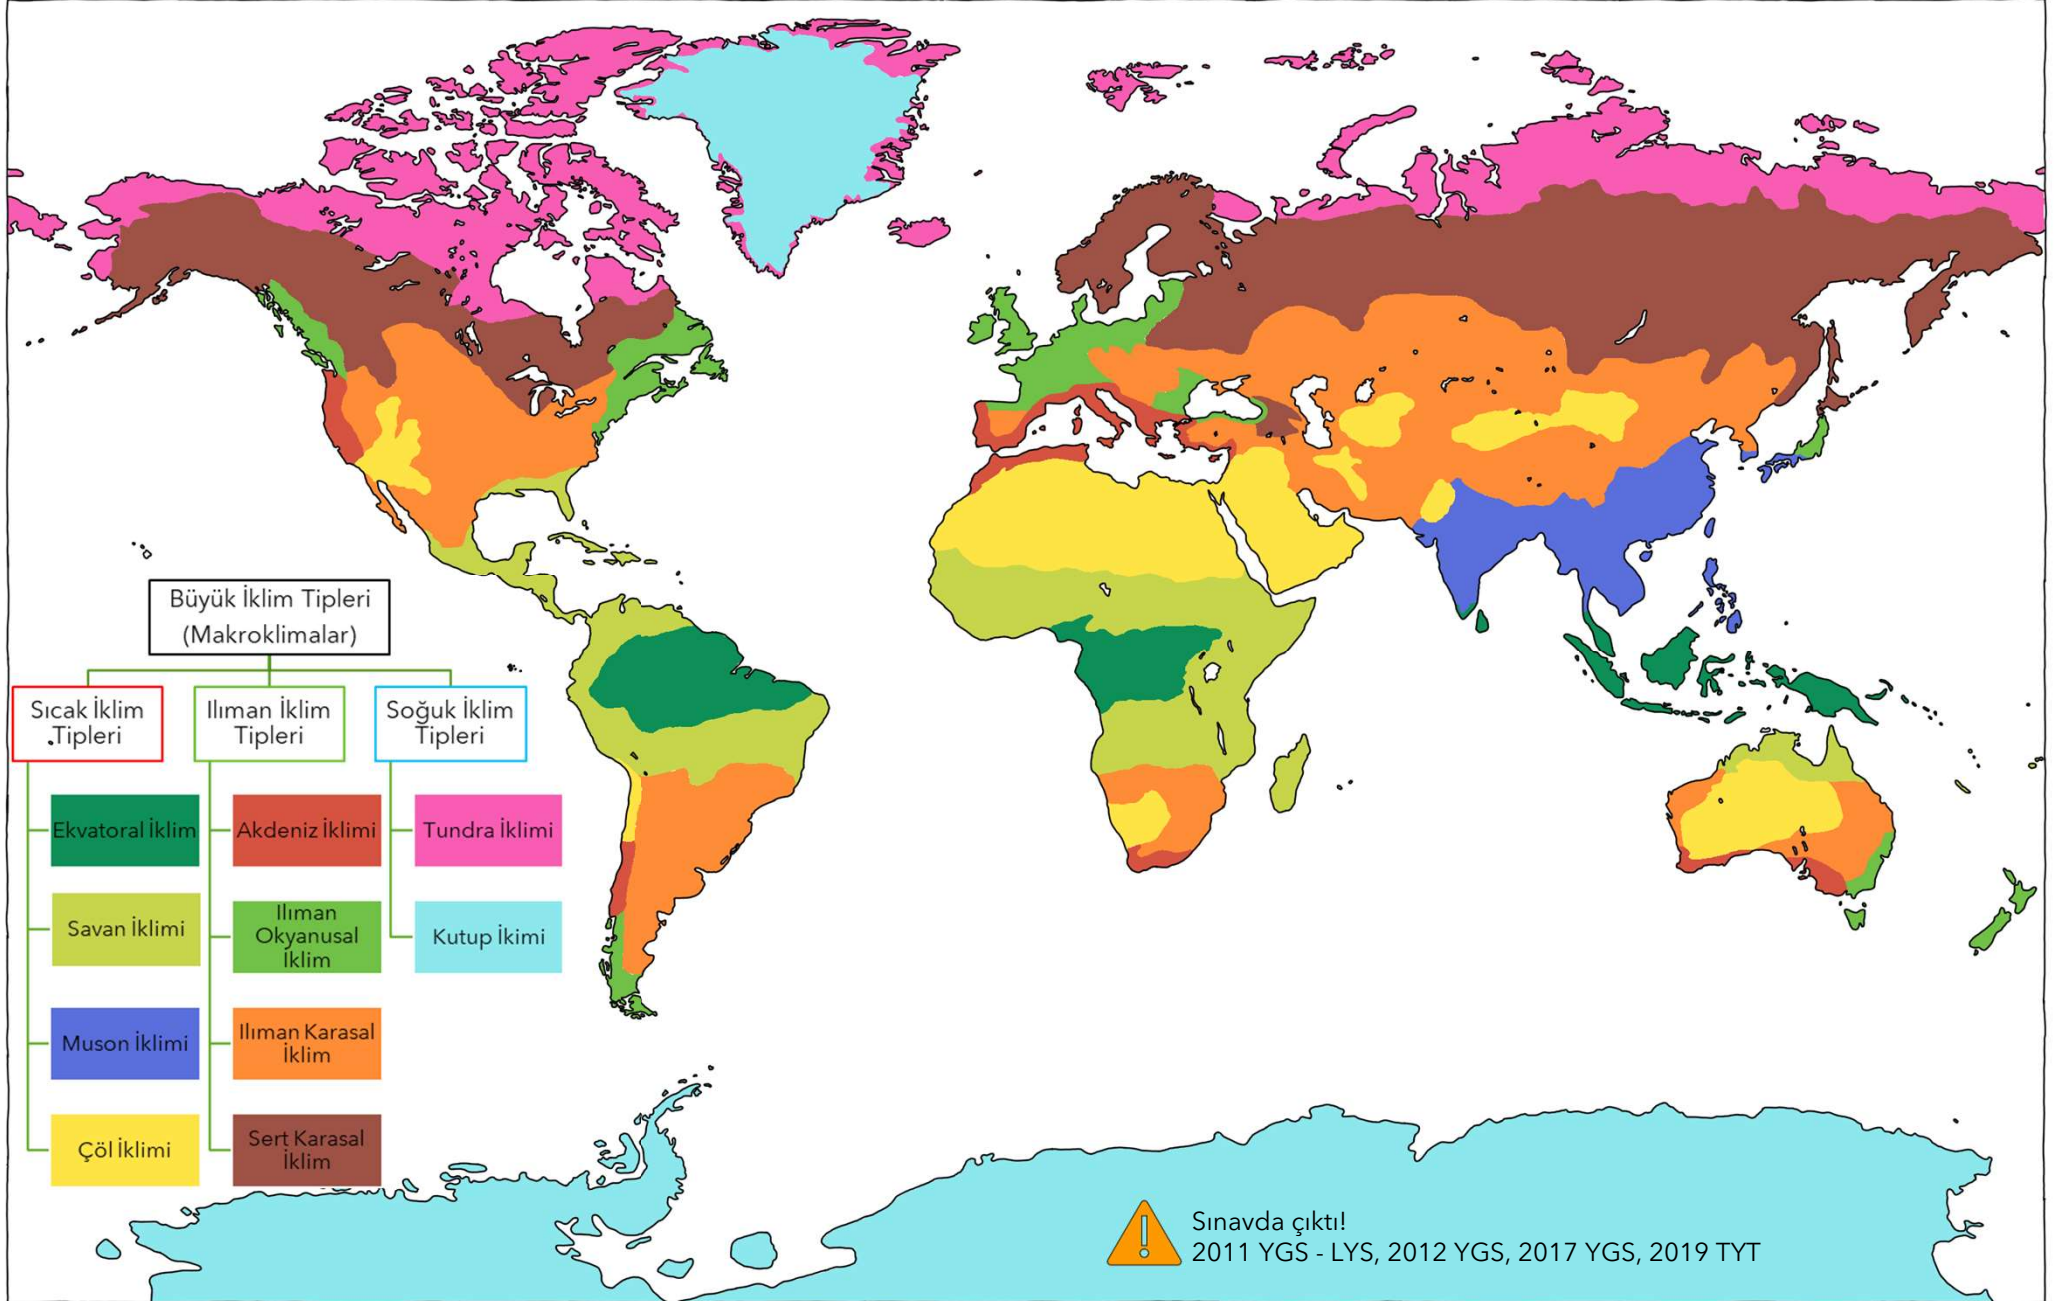 Büyük İklim Tipleri
(Makroklimalar)
Sıcak İklim
Tipleri
Ilıman İklim
Tipleri
Soğuk İklim
Tipleri
Ekvatoral İklim
Akdeniz İklimi
Tundra İklimi
Savan İklimi
Ilıman
Okyanusal
İklim
Kutup İkimi
Muson İklimi
Ilıman Karasal
İklim
Çöl İklimi
Sert Karasal
İklim
Sınavda çıktı!
2011 YGS - LYS, 2012 YGS, 2017 YGS, 2019 TYT